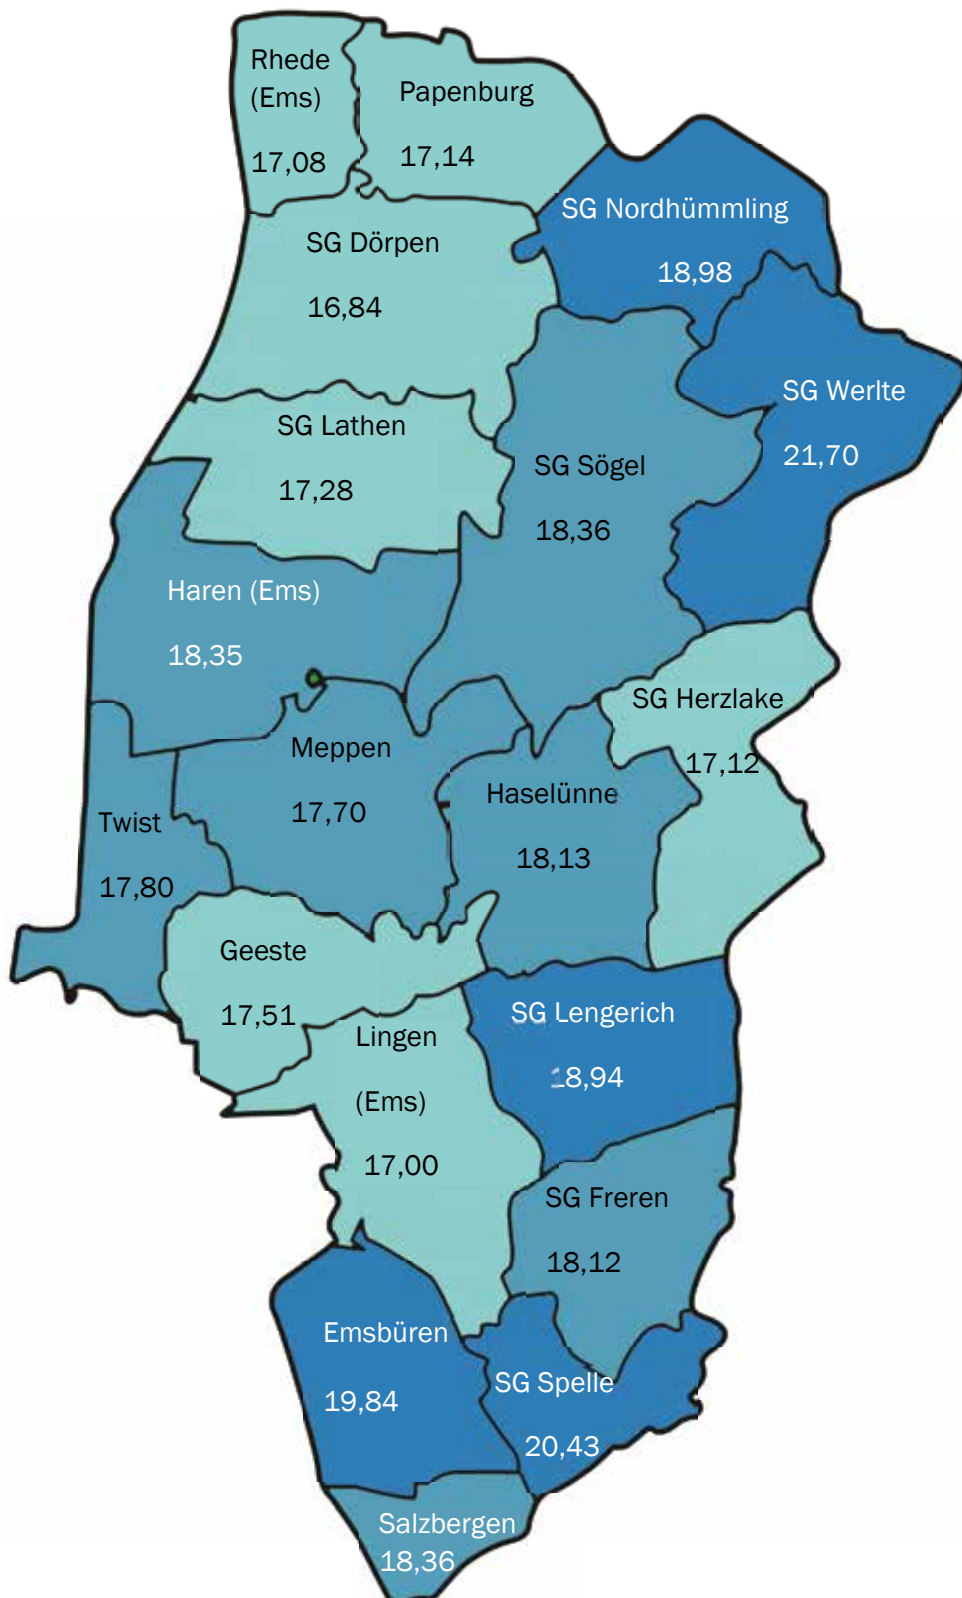 Rhede
(Ems)
17,08
Papenburg
17,14
SG Nordhümmling
18,98
SG Dörpen
16,84
SG Werlte
21,70
SG Lathen
17,28
SG Sögel
18,36
Haren (Ems)
18,35
SG Herzlake
17,12
Meppen
17,70
Haselünne
18,13
Twist
17,80
Geeste
17,51
SG Lengerich
18,94
Lingen
(Ems)
17,00
SG Freren
18,12
Emsbüren
19,84
SG Spelle
20,43
Salzbergen
18,36